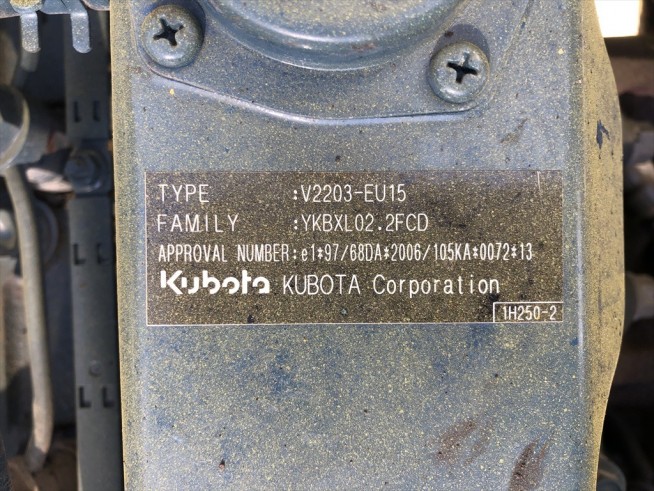 TYPE :V2203-EU15
FAMILY :YKBXL02.2FCD
APPROVAL NUMBER:e1*97/68DA*2006/105KA*0072*13
Kubota KUBOTA Corporation
1H250-2